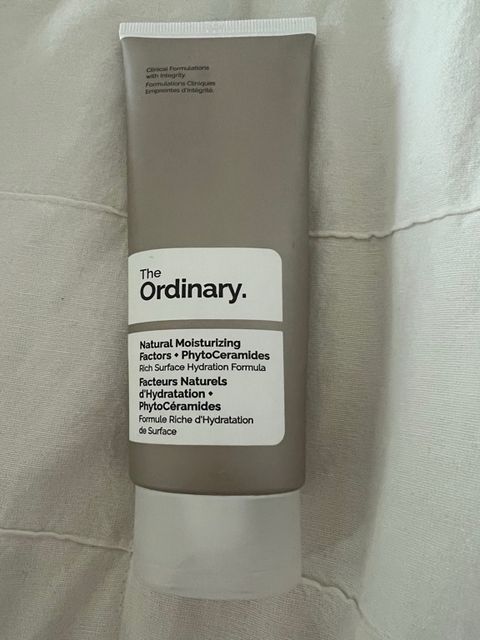 Clinical Formulations
with Integrity.
Formulations Cliniques
Empreintes d'Intégrité.
The
Ordinary.
Natural Moisturizing
Factors + PhytoCeramides
Rich Surface Hydration Formula
Facteurs Naturels
d'Hydratation +
PhytoCéramides
Formule Riche d'Hydratation
de Surface